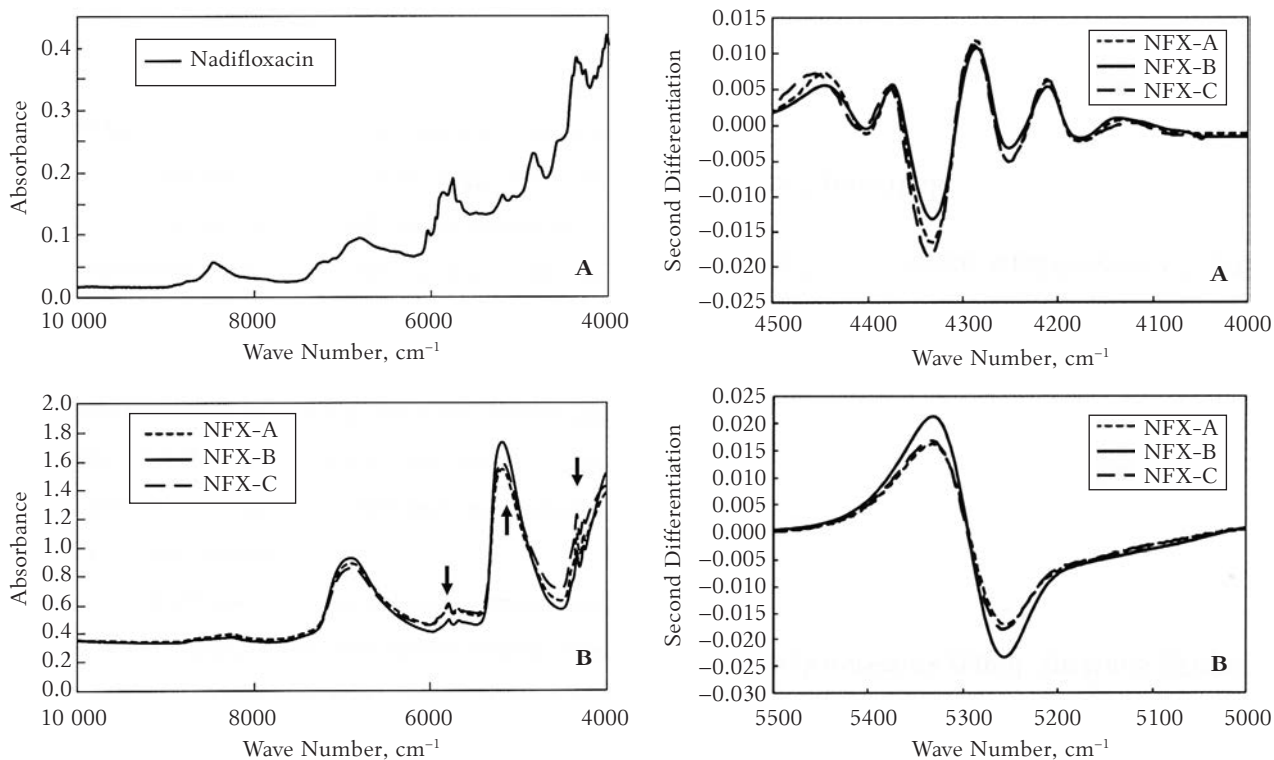 0.4
0.3
0.2
0.1
0.0
Absorbance
Nadifloxacin
A
10 000
8000
6000
4000
Wave Number, cm⁻¹
0.015
0.010
0.005
0.000
−0.005
−0.010
−0.015
−0.020
−0.025
Second Differentiation
NFX–A
NFX–B
NFX–C
A
4500
4400
4300
4200
4100
4000
Wave Number, cm⁻¹
2.0
1.8
1.6
1.4
1.2
1.0
0.8
0.6
0.4
0.2
0.0
Absorbance
NFX–A
NFX–B
NFX–C
B
10 000
8000
6000
4000
Wave Number, cm⁻¹
0.025
0.020
0.015
0.010
0.005
0.000
−0.005
−0.010
−0.015
−0.020
−0.025
−0.030
Second Differentiation
NFX–A
NFX–B
NFX–C
B
5500
5400
5300
5200
5100
5000
Wave Number, cm⁻¹